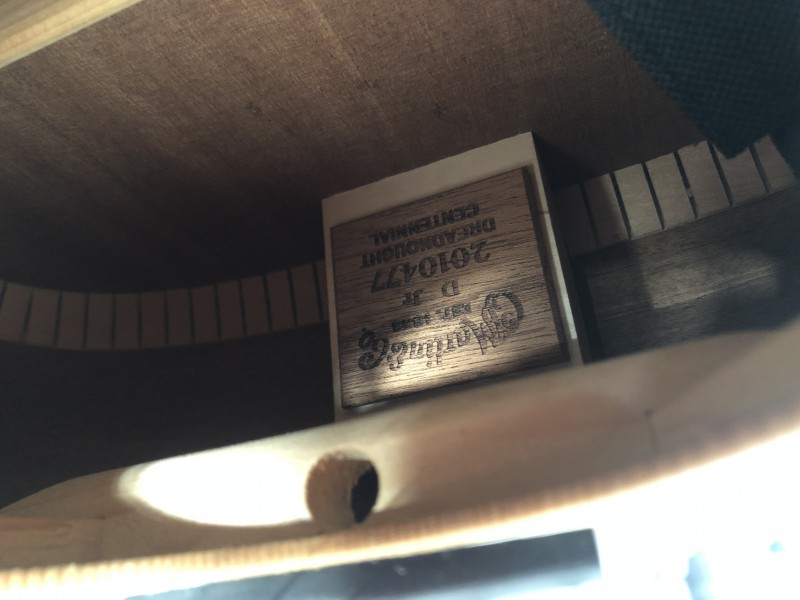 C.F. Martin & Co.
EST. 1833
D Jr
2010477
DREADNOUGHT
CENTENNIAL